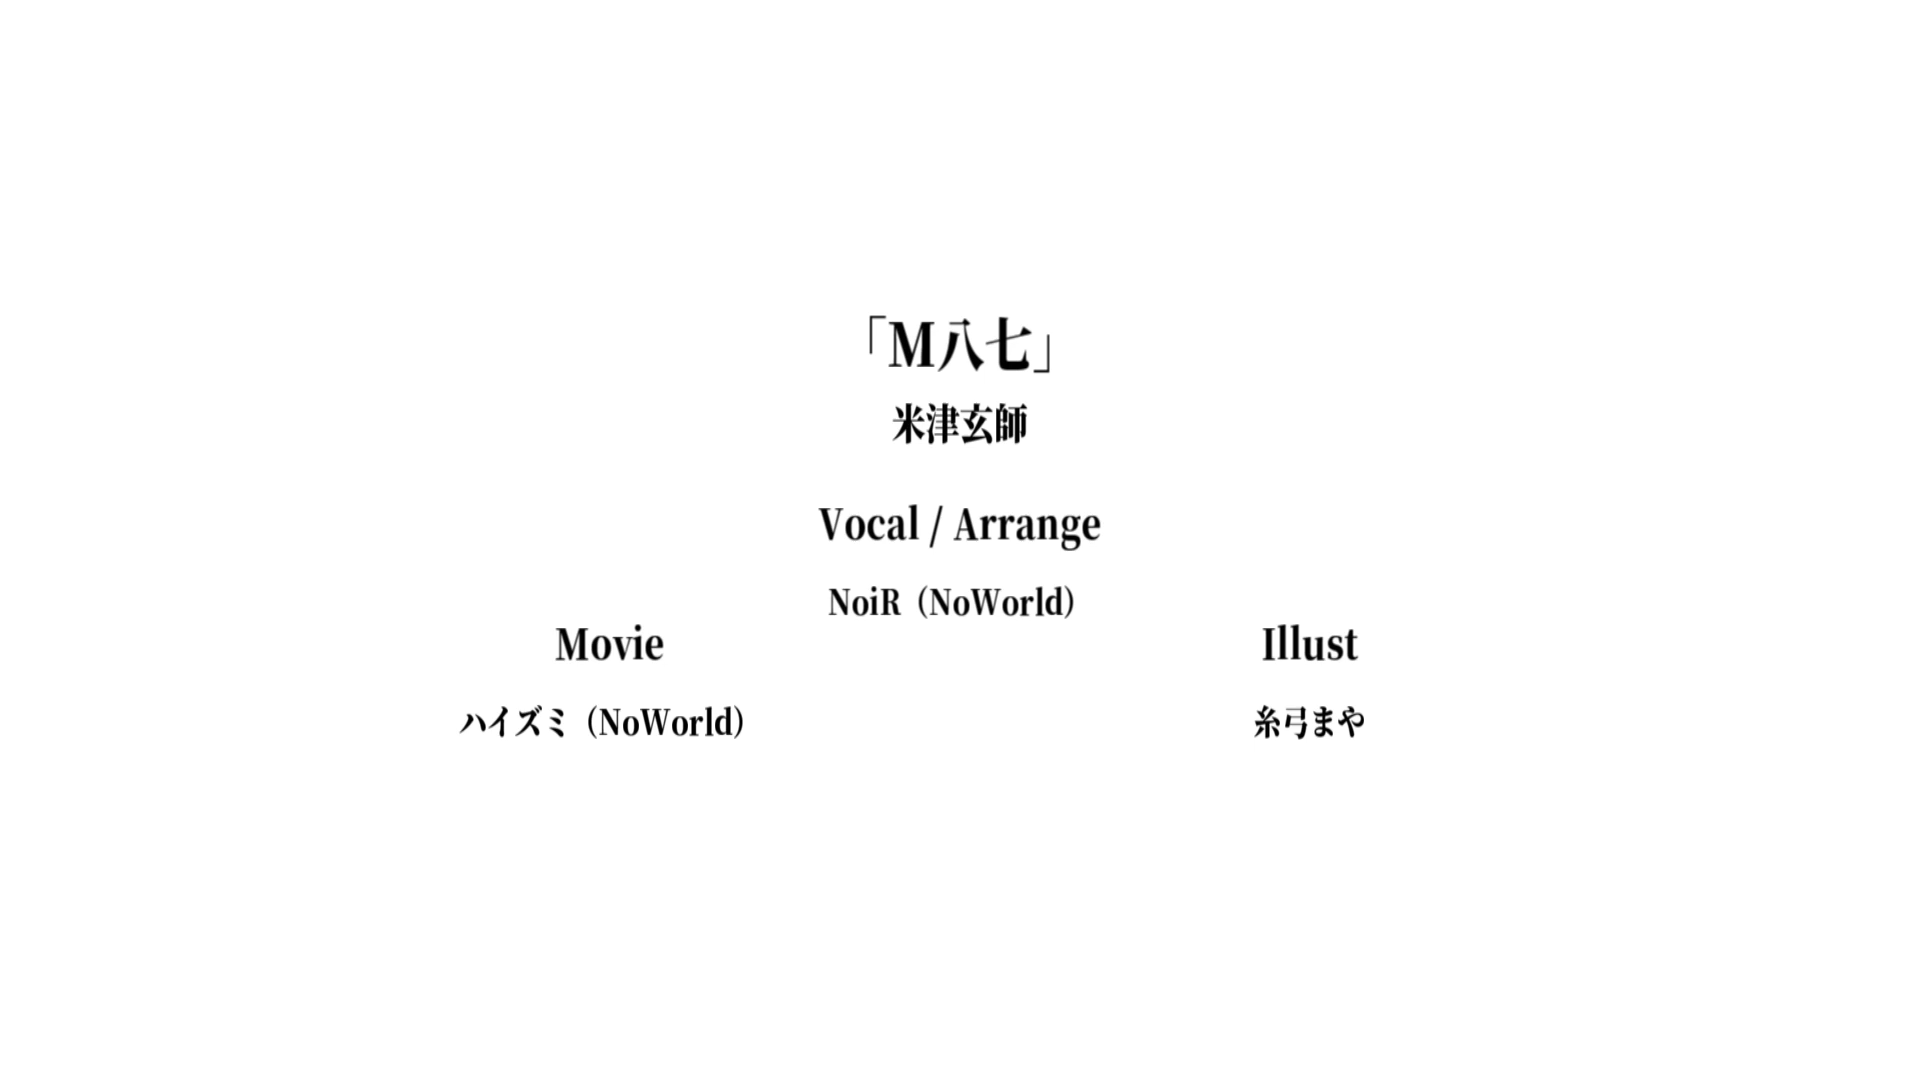 「M八七」
米津玄師
Vocal / Arrange
NoiR（NoWorld）
Movie
ハイズミ（NoWorld）
Illust
糸弓まや